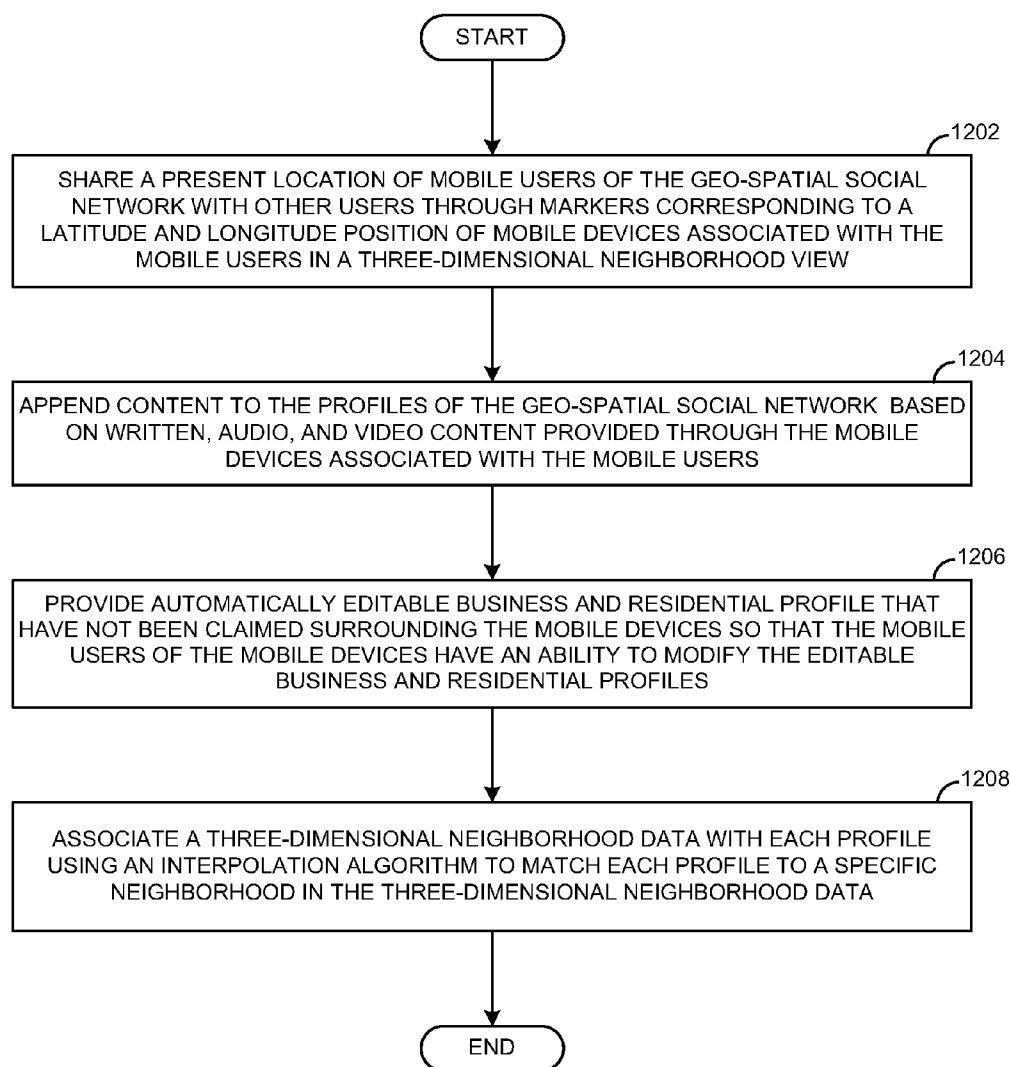 START
1202
SHARE A PRESENT LOCATION OF MOBILE USERS OF THE GEO-SPATIAL SOCIAL
NETWORK WITH OTHER USERS THROUGH MARKERS CORRESPONDING TO A
LATITUDE AND LONGITUDE POSITION OF MOBILE DEVICES ASSOCIATED WITH THE
MOBILE USERS IN A THREE-DIMENSIONAL NEIGHBORHOOD VIEW
1204
APPEND CONTENT TO THE PROFILES OF THE GEO-SPATIAL SOCIAL NETWORK BASED
ON WRITTEN, AUDIO, AND VIDEO CONTENT PROVIDED THROUGH THE MOBILE
DEVICES ASSOCIATED WITH THE MOBILE USERS
1206
PROVIDE AUTOMATICALLY EDITABLE BUSINESS AND RESIDENTIAL PROFILE THAT
HAVE NOT BEEN CLAIMED SURROUNDING THE MOBILE DEVICES SO THAT THE MOBILE
USERS OF THE MOBILE DEVICES HAVE AN ABILITY TO MODIFY THE EDITABLE
BUSINESS AND RESIDENTIAL PROFILES
1208
ASSOCIATE A THREE-DIMENSIONAL NEIGHBORHOOD DATA WITH EACH PROFILE
USING AN INTERPOLATION ALGORITHM TO MATCH EACH PROFILE TO A SPECIFIC
NEIGHBORHOOD IN THE THREE-DIMENSIONAL NEIGHBORHOOD DATA
END